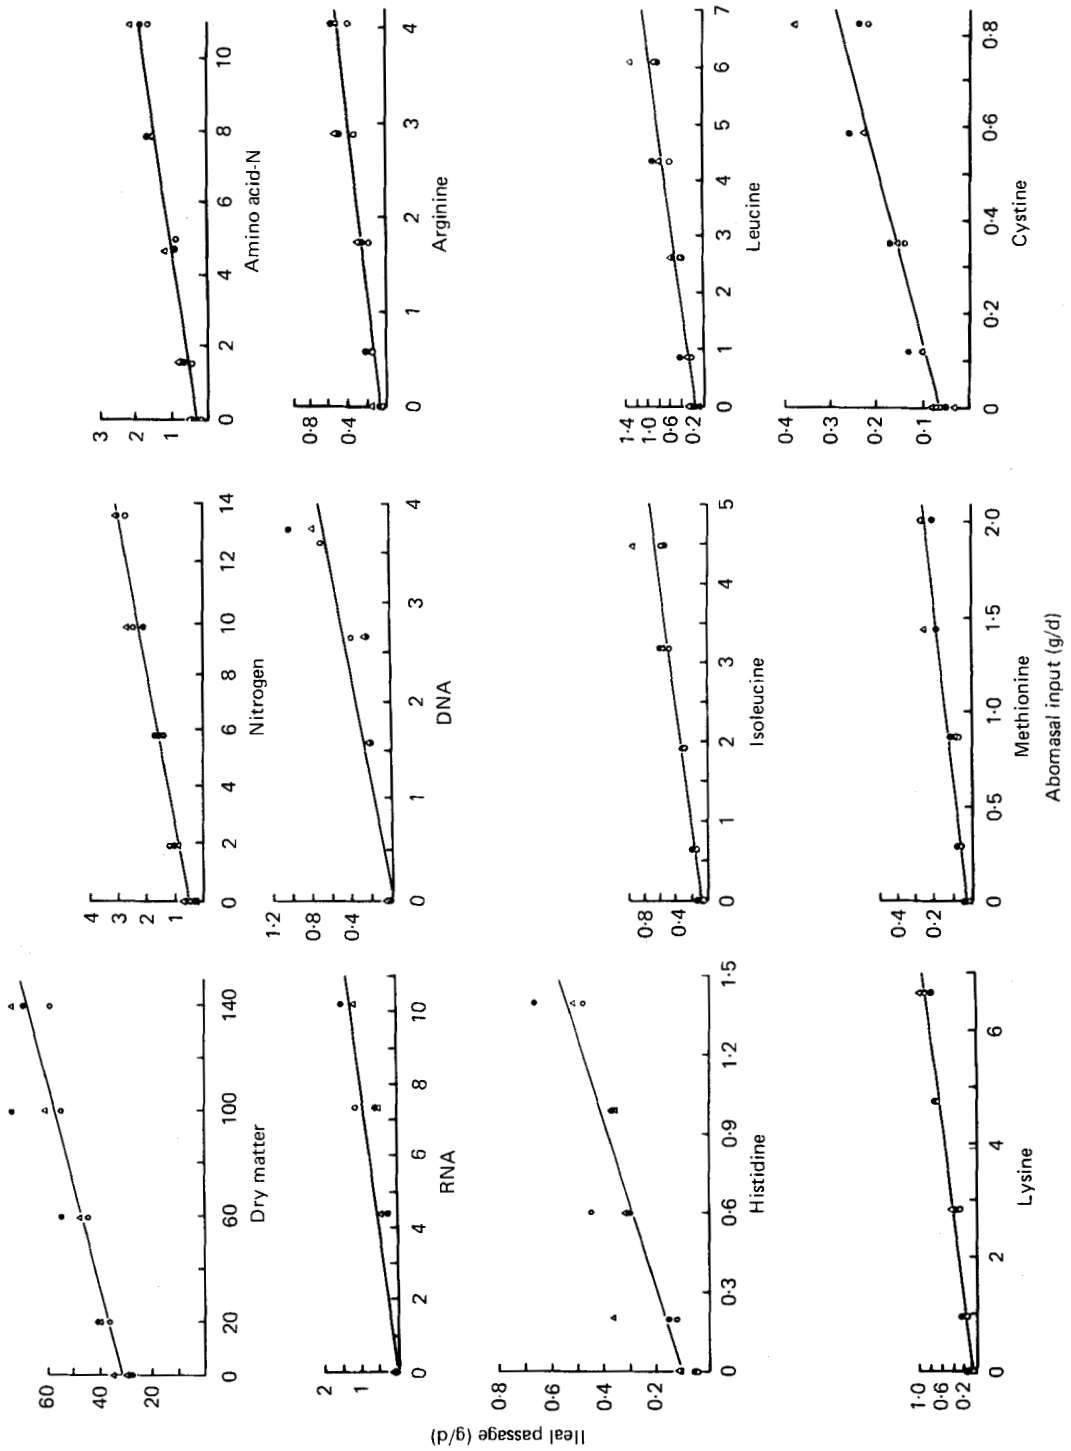 60
40
20
0 20 60 100 140
Dry matter
4
3
2
1
0 2 4 6 8 10 12 14
Nitrogen
3
2
1
0 2 4 6 8 10
Amino acid-N
2
1
0 2 4 6 8 10
RNA
1·2
0·8
0·4
0 1 2 3 4
DNA
0·8
0·4
0 1 2 3 4
Arginine
0·8
0·6
0·4
0·2
0 0·3 0·6 0·9 1·2 1·5
Histidine
0·8
0·4
0 1 2 3 4 5
Isoleucine
1·4
1·0
0·6
0·2
0 1 2 3 4 5 6 7
Leucine
1·0
0·6
0·2
0 2 4 6
Lysine
0·4
0·2
0 0·5 1·0 1·5 2·0
Methionine
0·4
0·3
0·2
0·1
0 0·2 0·4 0·6 0·8
Cystine
Abomasal input (g/d)
Ileal passage (g/d)